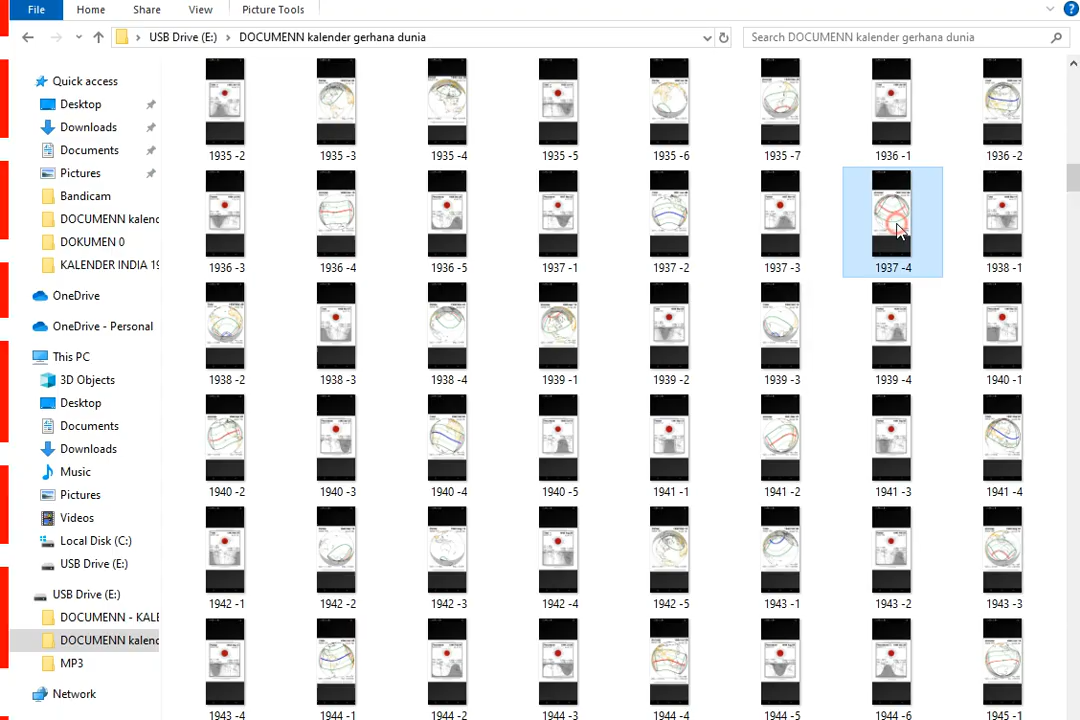 File
Home
Share
View
Picture Tools
?
USB Drive (E:) › DOCUMENN kalender gerhana dunia
Search DOCUMENN kalender gerhana dunia
Quick access
Desktop
Downloads
Documents
Pictures
Bandicam
DOCUMENN kalenc
DOKUMEN 0
KALENDER INDIA 19
OneDrive
OneDrive - Personal
This PC
3D Objects
Desktop
Documents
Downloads
Music
Pictures
Videos
Local Disk (C:)
USB Drive (E:)
USB Drive (E:)
DOCUMENN - KALE
DOCUMENN kalenc
MP3
Network
1935 -2 1935 -3 1935 -4 1935 -5 1935 -6 1935 -7 1936 -1 1936 -2
1936 -3 1936 -4 1936 -5 1937 -1 1937 -2 1937 -3 1937 -4 1938 -1
1938 -2 1938 -3 1938 -4 1939 -1 1939 -2 1939 -3 1939 -4 1940 -1
1940 -2 1940 -3 1940 -4 1940 -5 1941 -1 1941 -2 1941 -3 1941 -4
1942 -1 1942 -2 1942 -3 1942 -4 1942 -5 1943 -1 1943 -2 1943 -3
1943 -4 1944 -1 1944 -2 1944 -3 1944 -4 1944 -5 1944 -6 1945 -1